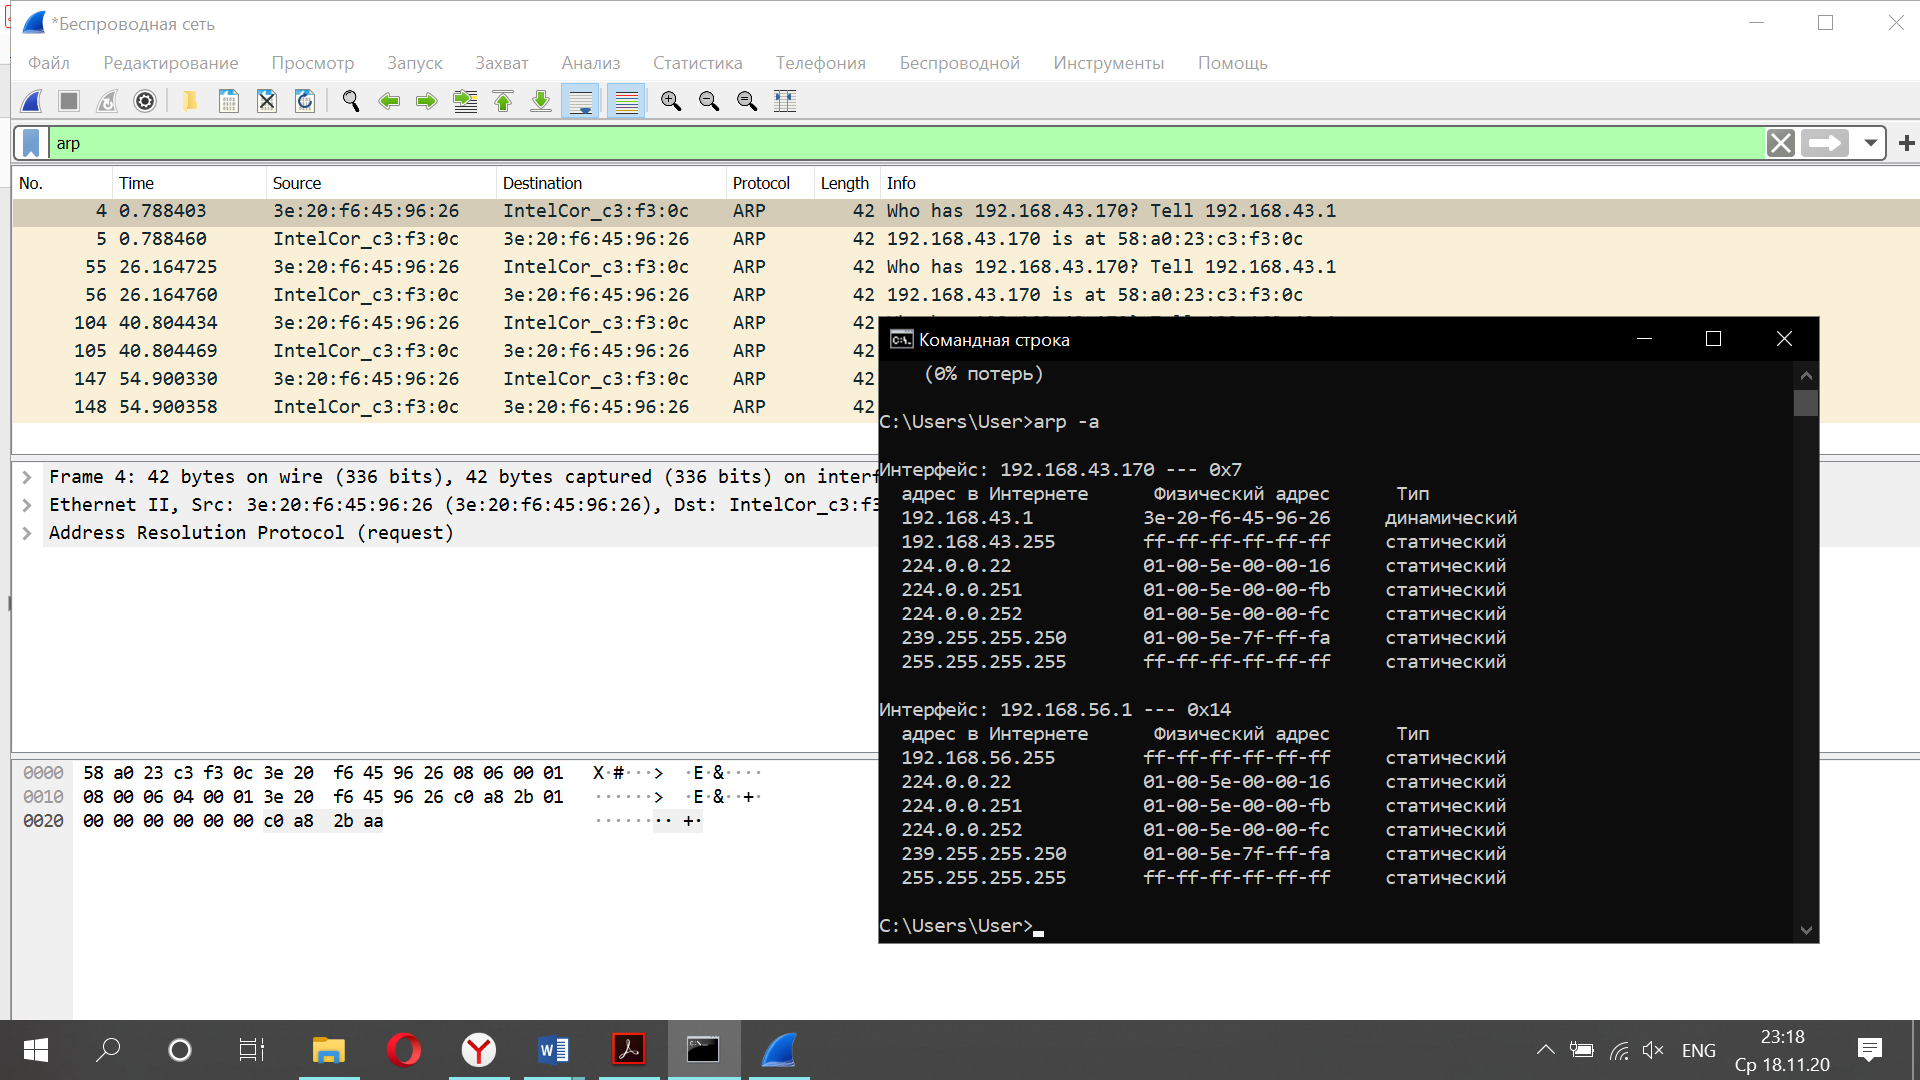 *Беспроводная сеть
Файл Редактирование Просмотр Запуск Захват Анализ Статистика Телефония Беспроводной Инструменты Помощь
arp
No. Time Source Destination Protocol Length Info
4 0.788403 3e:20:f6:45:96:26 IntelCor_c3:f3:0c ARP 42 Who has 192.168.43.170? Tell 192.168.43.1
5 0.788460 IntelCor_c3:f3:0c 3e:20:f6:45:96:26 ARP 42 192.168.43.170 is at 58:a0:23:c3:f3:0c
55 26.164725 3e:20:f6:45:96:26 IntelCor_c3:f3:0c ARP 42 Who has 192.168.43.170? Tell 192.168.43.1
56 26.164760 IntelCor_c3:f3:0c 3e:20:f6:45:96:26 ARP 42 192.168.43.170 is at 58:a0:23:c3:f3:0c
104 40.804434 3e:20:f6:45:96:26 IntelCor_c3:f3:0c ARP 42
105 40.804469 IntelCor_c3:f3:0c 3e:20:f6:45:96:26 ARP 42
147 54.900330 3e:20:f6:45:96:26 IntelCor_c3:f3:0c ARP 42
148 54.900358 IntelCor_c3:f3:0c 3e:20:f6:45:96:26 ARP 42
Frame 4: 42 bytes on wire (336 bits), 42 bytes captured (336 bits) on interf
Ethernet II, Src: 3e:20:f6:45:96:26 (3e:20:f6:45:96:26), Dst: IntelCor_c3:f3
Address Resolution Protocol (request)
0000 58 a0 23 c3 f3 0c 3e 20 f6 45 96 26 08 06 00 01 X·#···> ·E·&····
0010 08 00 06 04 00 01 3e 20 f6 45 96 26 c0 a8 2b 01 ······> ·E·&··+·
0020 00 00 00 00 00 00 c0 a8 2b aa ········ +·
Командная строка
(0% потерь)
C:\Users\User>arp -a
Интерфейс: 192.168.43.170 --- 0x7
адрес в Интернете Физический адрес Тип
192.168.43.1 3e-20-f6-45-96-26 динамический
192.168.43.255 ff-ff-ff-ff-ff-ff статический
224.0.0.22 01-00-5e-00-00-16 статический
224.0.0.251 01-00-5e-00-00-fb статический
224.0.0.252 01-00-5e-00-00-fc статический
239.255.255.250 01-00-5e-7f-ff-fa статический
255.255.255.255 ff-ff-ff-ff-ff-ff статический
Интерфейс: 192.168.56.1 --- 0x14
адрес в Интернете Физический адрес Тип
192.168.56.255 ff-ff-ff-ff-ff-ff статический
224.0.0.22 01-00-5e-00-00-16 статический
224.0.0.251 01-00-5e-00-00-fb статический
224.0.0.252 01-00-5e-00-00-fc статический
239.255.255.250 01-00-5e-7f-ff-fa статический
255.255.255.255 ff-ff-ff-ff-ff-ff статический
C:\Users\User>
ENG
23:18
Ср 18.11.20